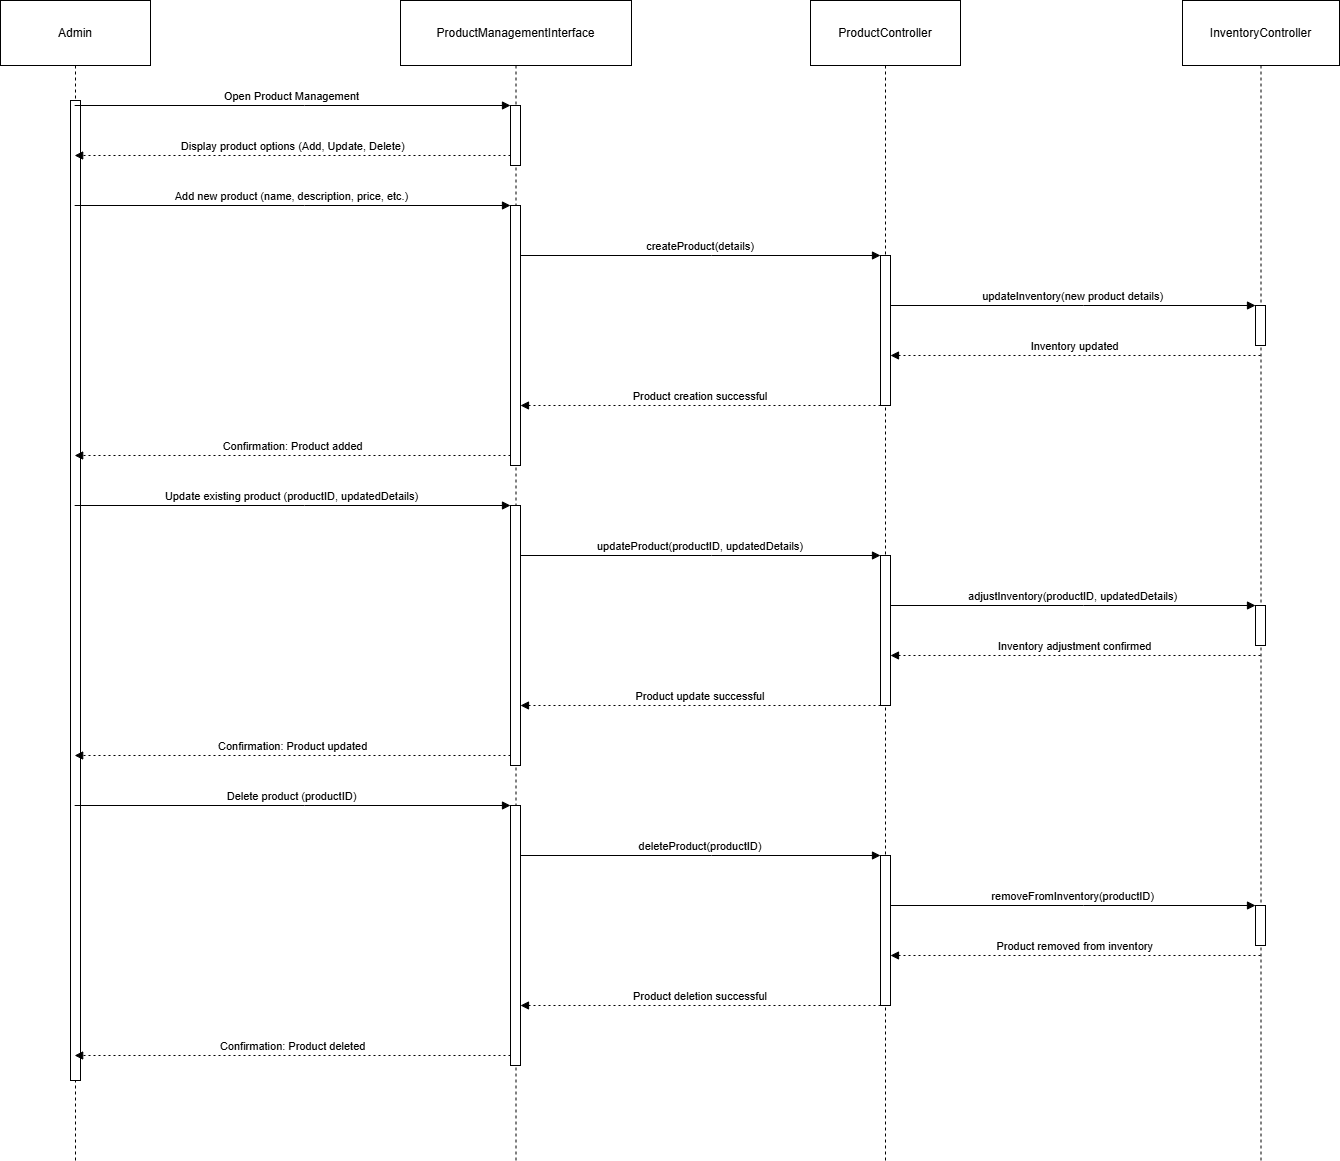 Admin
ProductManagementInterface
ProductController
InventoryController
Open Product Management
Display product options (Add, Update, Delete)
Add new product (name, description, price, etc.)
createProduct(details)
updateInventory(new product details)
Inventory updated
Product creation successful
Confirmation: Product added
Update existing product (productID, updatedDetails)
updateProduct(productID, updatedDetails)
adjustInventory(productID, updatedDetails)
Inventory adjustment confirmed
Product update successful
Confirmation: Product updated
Delete product (productID)
deleteProduct(productID)
removeFromInventory(productID)
Product removed from inventory
Product deletion successful
Confirmation: Product deleted